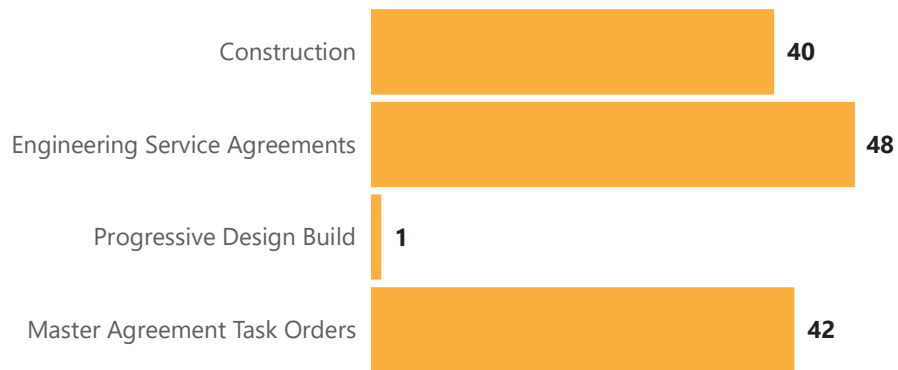 Construction 40
Engineering Service Agreements 48
Progressive Design Build 1
Master Agreement Task Orders 42